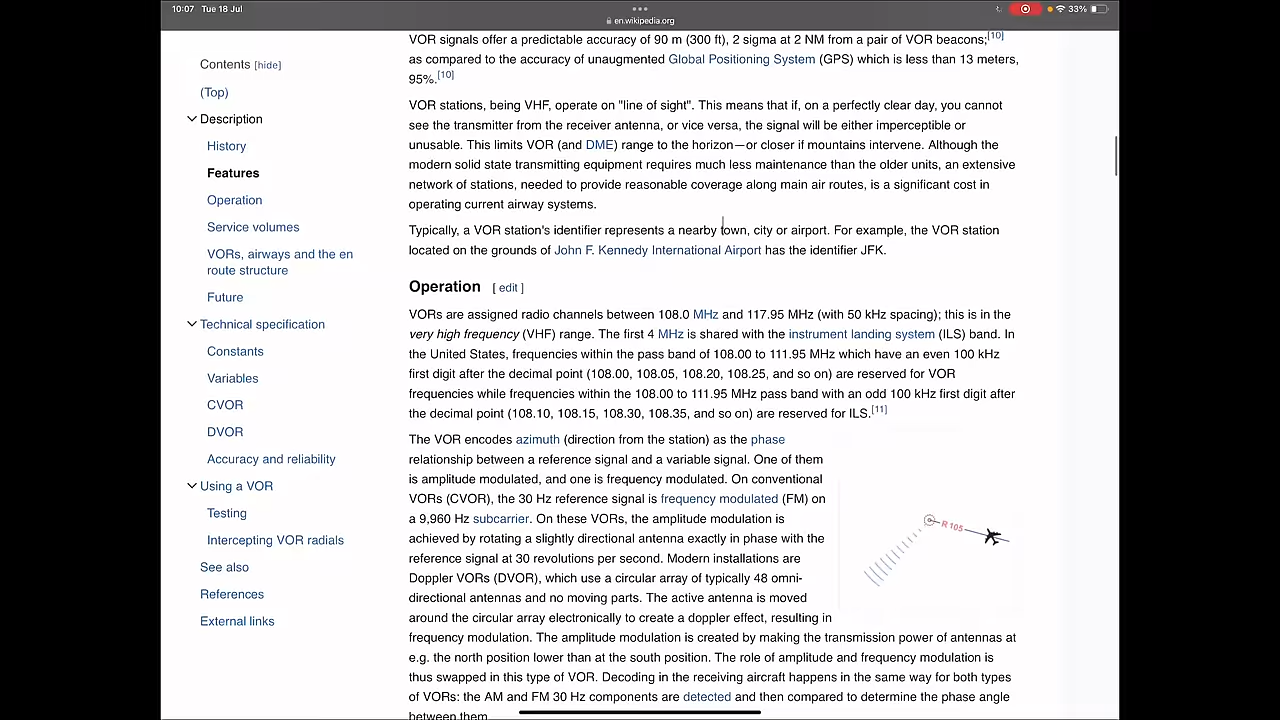 10:07 Tue 18 Jul
33%
en.wikipedia.org
Contents [hide]
(Top)
Description
History
Features
Operation
Service volumes
VORs, airways and the en
route structure
Future
Technical specification
Constants
Variables
CVOR
DVOR
Accuracy and reliability
Using a VOR
Testing
Intercepting VOR radials
See also
References
External links
VOR signals offer a predictable accuracy of 90 m (300 ft), 2 sigma at 2 NM from a pair of VOR beacons;[10]
as compared to the accuracy of unaugmented Global Positioning System (GPS) which is less than 13 meters,
95%.[10]
VOR stations, being VHF, operate on "line of sight". This means that if, on a perfectly clear day, you cannot
see the transmitter from the receiver antenna, or vice versa, the signal will be either imperceptible or
unusable. This limits VOR (and DME) range to the horizon—or closer if mountains intervene. Although the
modern solid state transmitting equipment requires much less maintenance than the older units, an extensive
network of stations, needed to provide reasonable coverage along main air routes, is a significant cost in
operating current airway systems.
Typically, a VOR station's identifier represents a nearby town, city or airport. For example, the VOR station
located on the grounds of John F. Kennedy International Airport has the identifier JFK.
Operation [ edit ]
VORs are assigned radio channels between 108.0 MHz and 117.95 MHz (with 50 kHz spacing); this is in the
very high frequency (VHF) range. The first 4 MHz is shared with the instrument landing system (ILS) band. In
the United States, frequencies within the pass band of 108.00 to 111.95 MHz which have an even 100 kHz
first digit after the decimal point (108.00, 108.05, 108.20, 108.25, and so on) are reserved for VOR
frequencies while frequencies within the 108.00 to 111.95 MHz pass band with an odd 100 kHz first digit after
the decimal point (108.10, 108.15, 108.30, 108.35, and so on) are reserved for ILS.[11]
The VOR encodes azimuth (direction from the station) as the phase
relationship between a reference signal and a variable signal. One of them
is amplitude modulated, and one is frequency modulated. On conventional
VORs (CVOR), the 30 Hz reference signal is frequency modulated (FM) on
a 9,960 Hz subcarrier. On these VORs, the amplitude modulation is
achieved by rotating a slightly directional antenna exactly in phase with the
reference signal at 30 revolutions per second. Modern installations are
Doppler VORs (DVOR), which use a circular array of typically 48 omni-
directional antennas and no moving parts. The active antenna is moved
around the circular array electronically to create a doppler effect, resulting in
frequency modulation. The amplitude modulation is created by making the transmission power of antennas at
e.g. the north position lower than at the south position. The role of amplitude and frequency modulation is
thus swapped in this type of VOR. Decoding in the receiving aircraft happens in the same way for both types
of VORs: the AM and FM 30 Hz components are detected and then compared to determine the phase angle
between them.
R 105